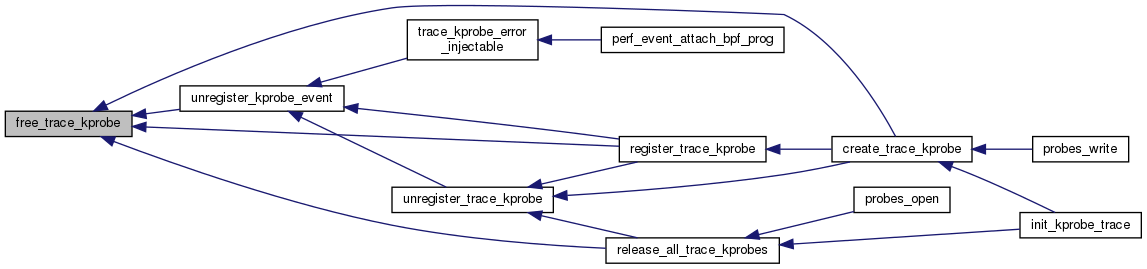 trace_kprobe_error
_injectable
perf_event_attach_bpf_prog
unregister_kprobe_event
free_trace_kprobe
register_trace_kprobe
create_trace_kprobe
probes_write
unregister_trace_kprobe
probes_open
init_kprobe_trace
release_all_trace_kprobes